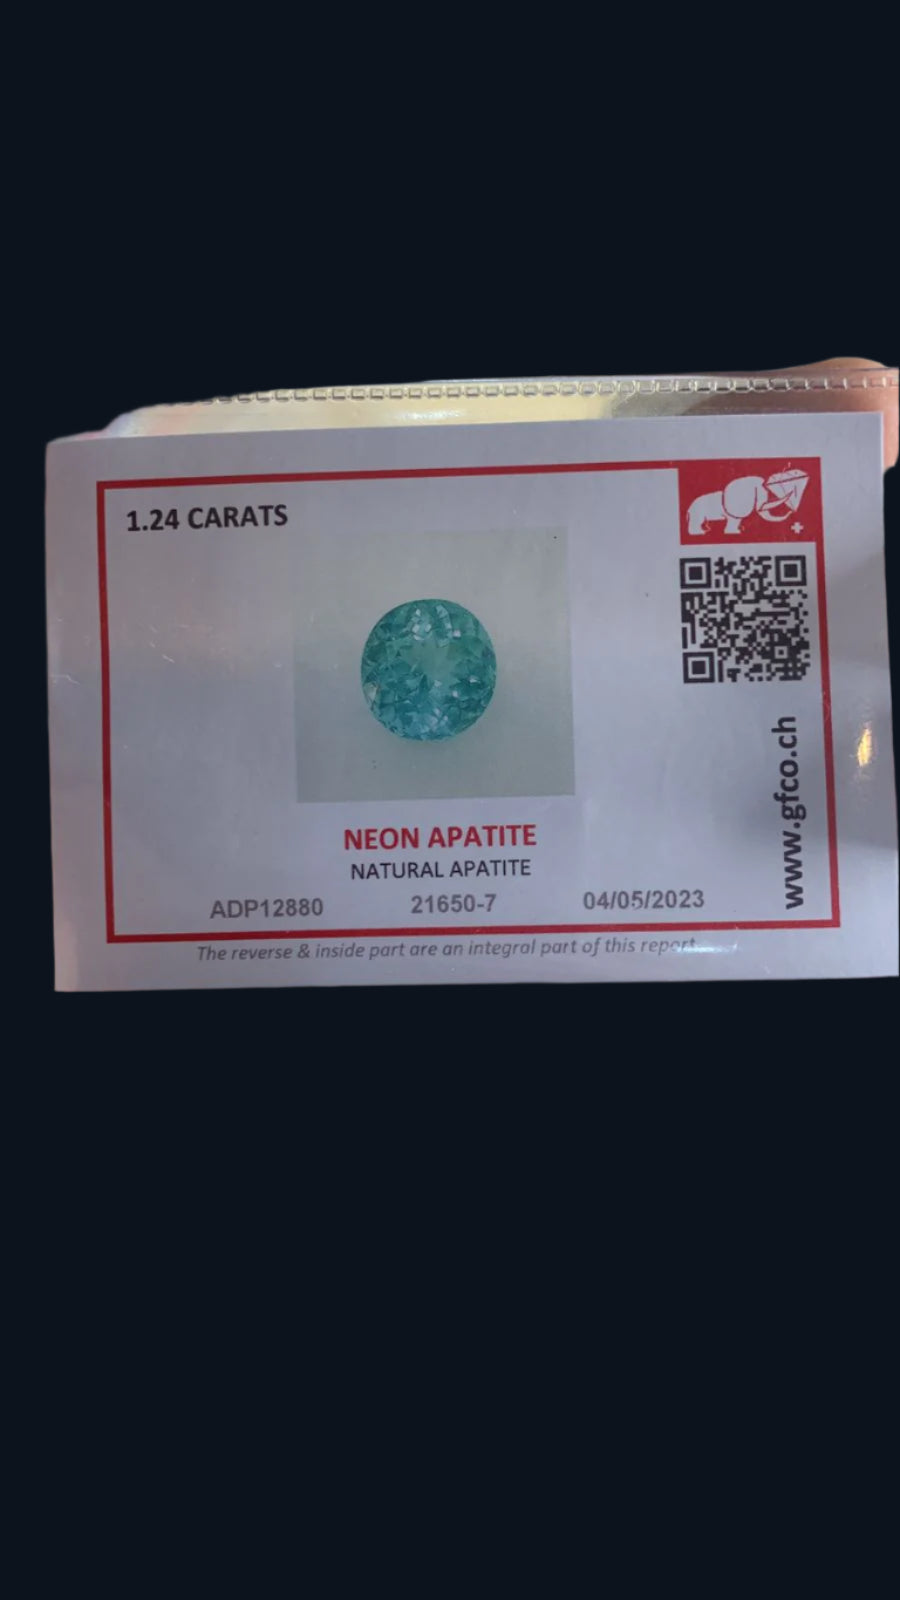 1.24 CARATS
www.gfco.ch
NEON APATITE
NATURAL APATITE
ADP12880 21650-7 04/05/2023
The reverse & inside part are an integral part of this report.